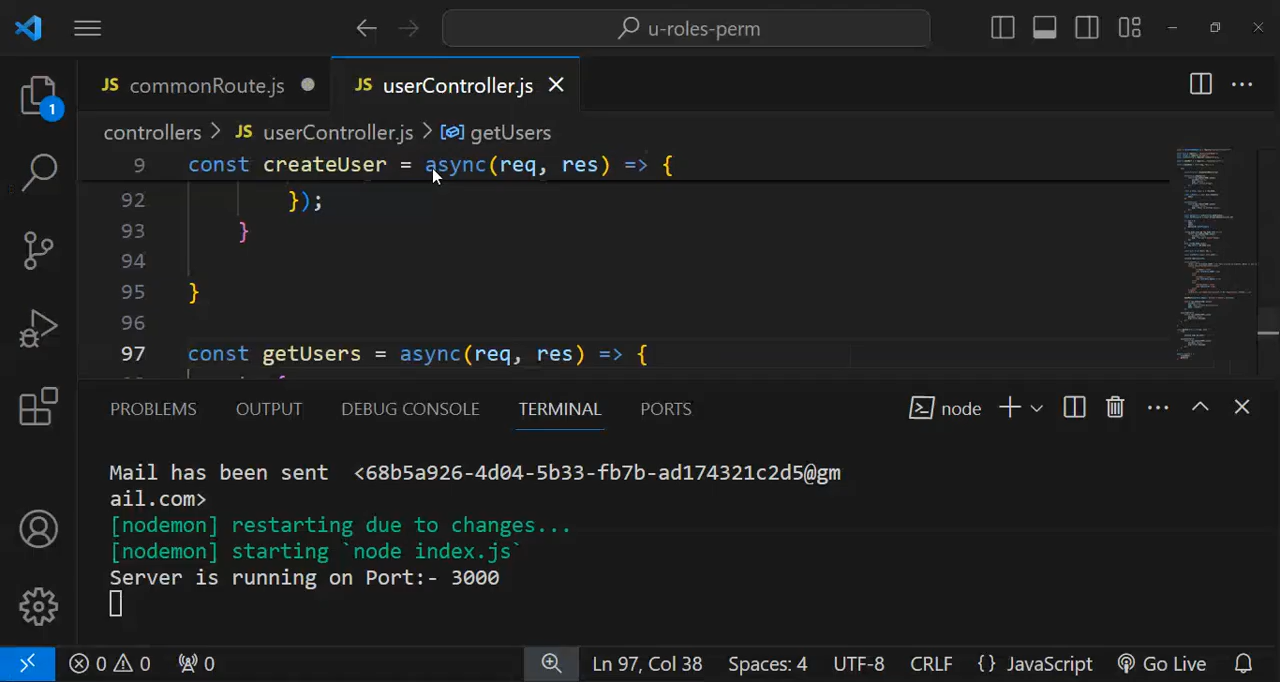 u-roles-perm
JS commonRoute.js
JS userController.js
controllers > JS userController.js > getUsers
9 const createUser = async(req, res) => {
92 });
93 }
94
95 }
96
97 const getUsers = async(req, res) => {
1
PROBLEMS OUTPUT DEBUG CONSOLE TERMINAL PORTS node
Mail has been sent <68b5a926-4d04-5b33-fb7b-ad174321c2d5@gm
ail.com>
[nodemon] restarting due to changes...
[nodemon] starting `node index.js`
Server is running on Port:- 3000
0 0 0 Ln 97, Col 38 Spaces: 4 UTF-8 CRLF {} JavaScript Go Live